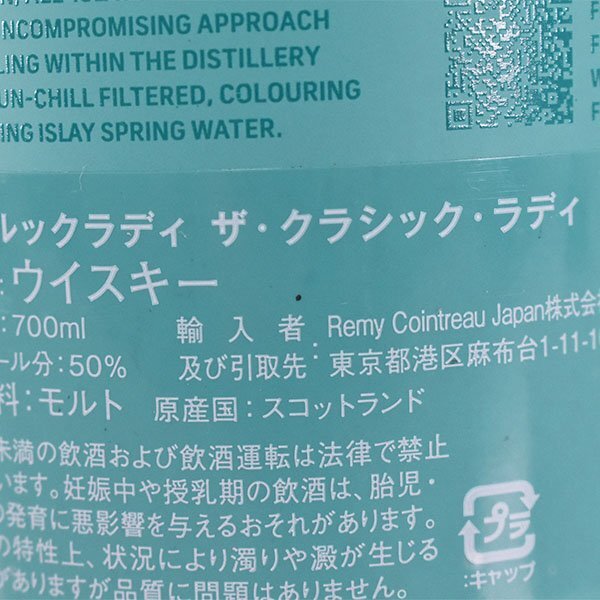 UNCOMPROMISING APPROACH
LING WITHIN THE DISTILLERY
UN-CHILL FILTERED, COLOURING
ING ISLAY SPRING WATER.
ルックラディ ザ・クラシック・ラディ
:ウイスキー
:700ml
輸入者:Remy Cointreau Japan株式会
ール分:50%
及び引取先:東京都港区麻布台1-11-1
料:モルト 原産国:スコットランド
未満の飲酒および飲酒運転は法律で禁止
います。妊娠中や授乳期の飲酒は、胎児・
の発育に悪影響を与えるおそれがあります。
の特性上、状況により濁りや澱が生じる
がありますが品質に問題はありません。
プラ
:キャップ